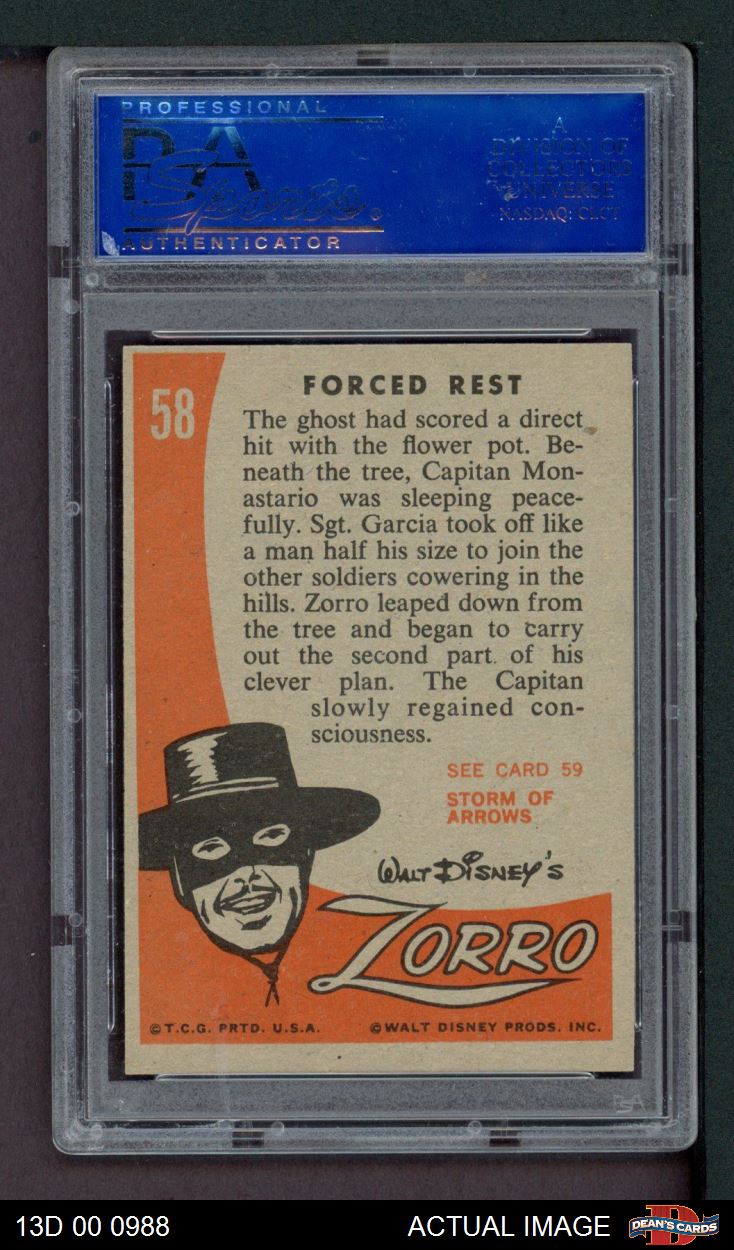 PROFESSIONAL
PSA
Sports
AUTHENTICATOR
A
DIVISION OF
COLLECTORS
UNIVERSE
NASDAQ: CLCT
58
FORCED REST
The ghost had scored a direct
hit with the flower pot. Be-
neath the tree, Capitan Mon-
astario was sleeping peace-
fully. Sgt. Garcia took off like
a man half his size to join the
other soldiers cowering in the
hills. Zorro leaped down from
the tree and began to carry
out the second part of his
clever plan. The Capitan
slowly regained con-
sciousness.
SEE CARD 59
STORM OF
ARROWS
WALT DISNEY'S
ZORRO
©T.C.G. PRTD. U.S.A. ©WALT DISNEY PRODS. INC.
PSA
13D 00 0988 ACTUAL IMAGE D DEAN'S CARDS